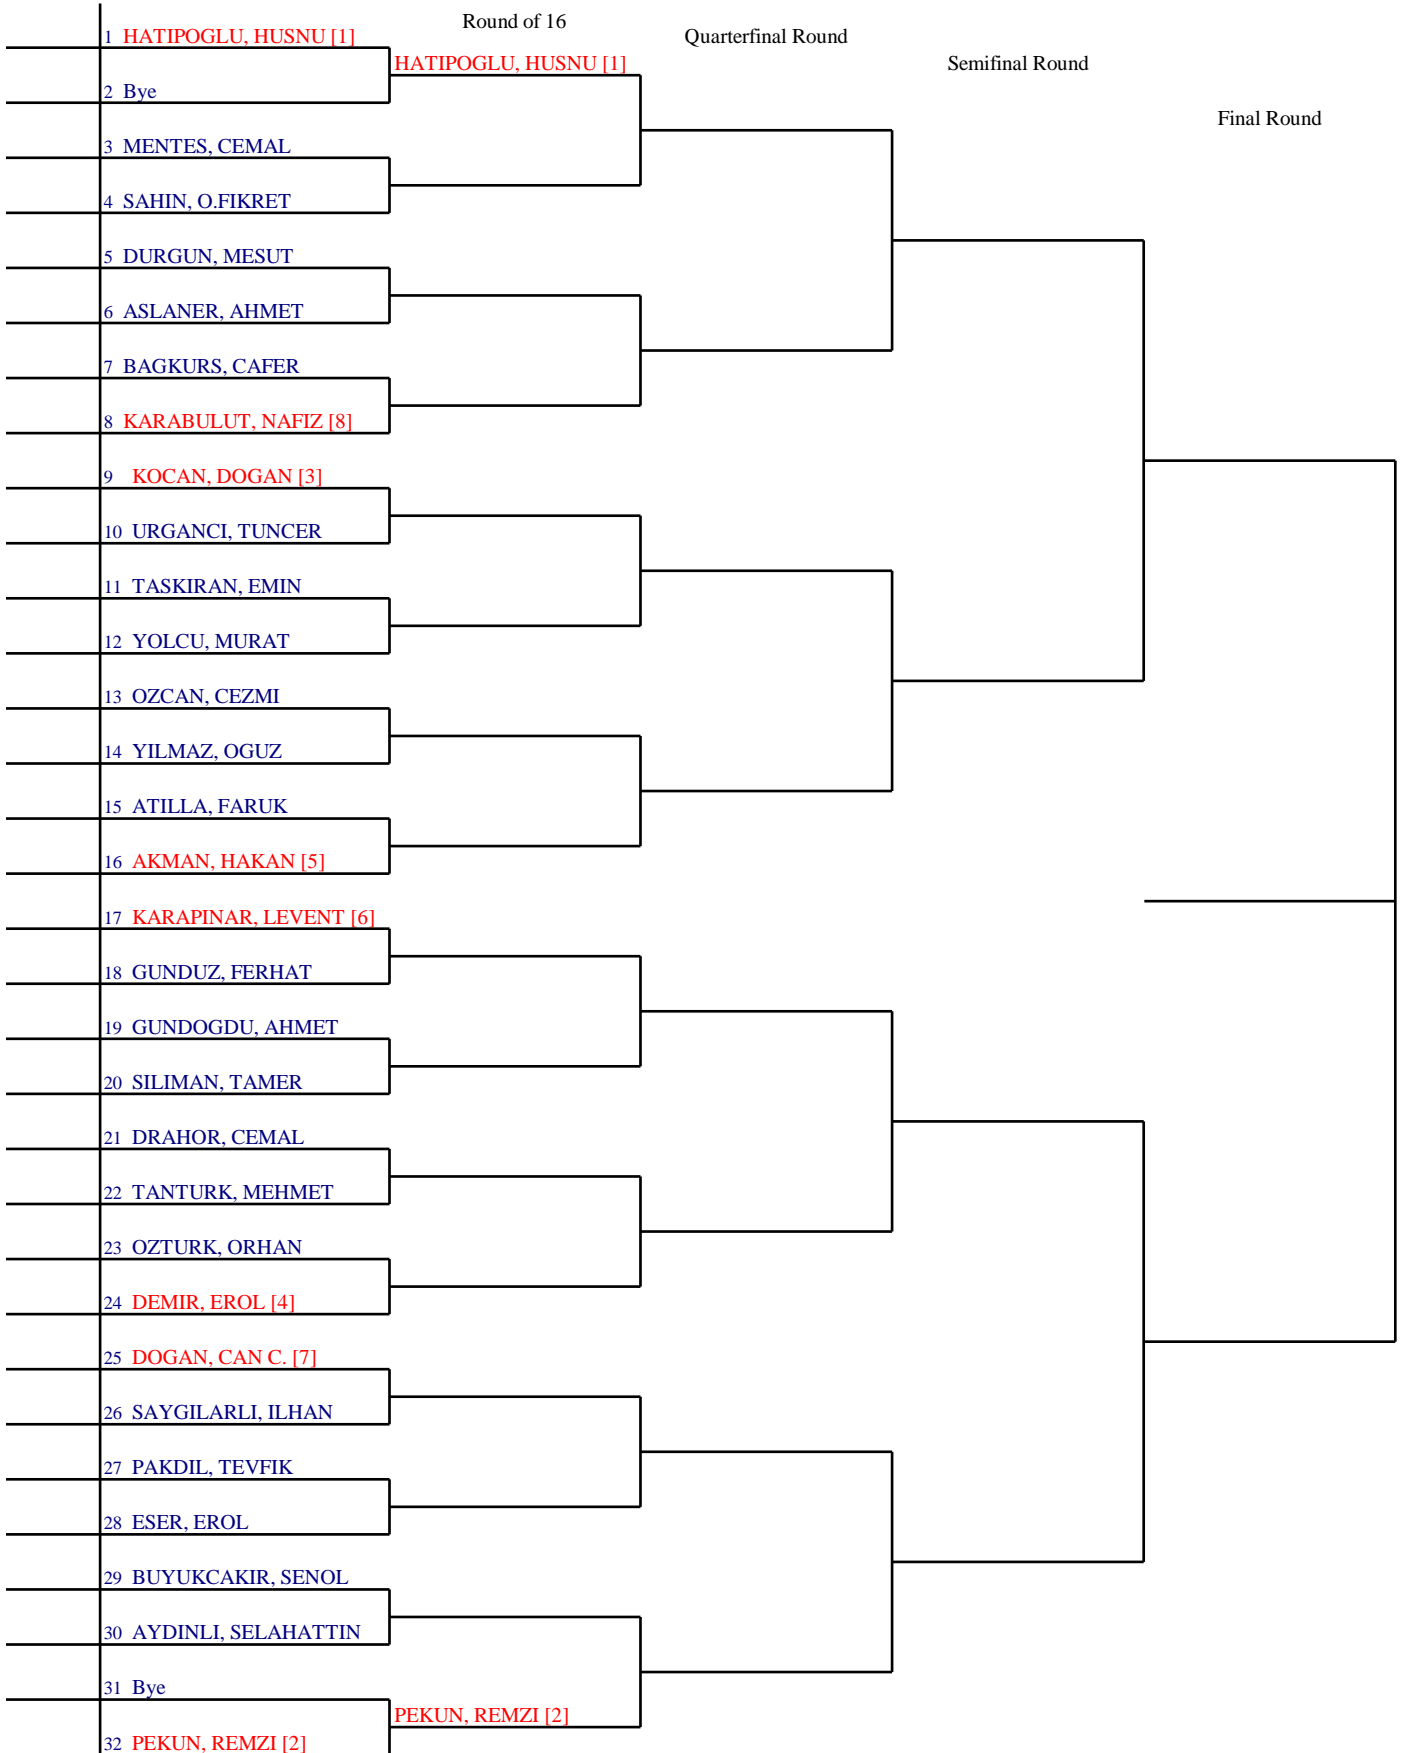 Round of 16
Quarterfinal Round
Semifinal Round
Final Round
1 HATIPOGLU, HUSNU [1]
HATIPOGLU, HUSNU [1]
2 Bye
3 MENTES, CEMAL
4 SAHIN, O.FIKRET
5 DURGUN, MESUT
6 ASLANER, AHMET
7 BAGKURS, CAFER
8 KARABULUT, NAFIZ [8]
9 KOCAN, DOGAN [3]
10 URGANCI, TUNCER
11 TASKIRAN, EMIN
12 YOLCU, MURAT
13 OZCAN, CEZMI
14 YILMAZ, OGUZ
15 ATILLA, FARUK
16 AKMAN, HAKAN [5]
17 KARAPINAR, LEVENT [6]
18 GUNDUZ, FERHAT
19 GUNDOGDU, AHMET
20 SILIMAN, TAMER
21 DRAHOR, CEMAL
22 TANTURK, MEHMET
23 OZTURK, ORHAN
24 DEMIR, EROL [4]
25 DOGAN, CAN C. [7]
26 SAYGILARLI, ILHAN
27 PAKDIL, TEVFIK
28 ESER, EROL
29 BUYUKCAKIR, SENOL
30 AYDINLI, SELAHATTIN
31 Bye
PEKUN, REMZI [2]
32 PEKUN, REMZI [2]